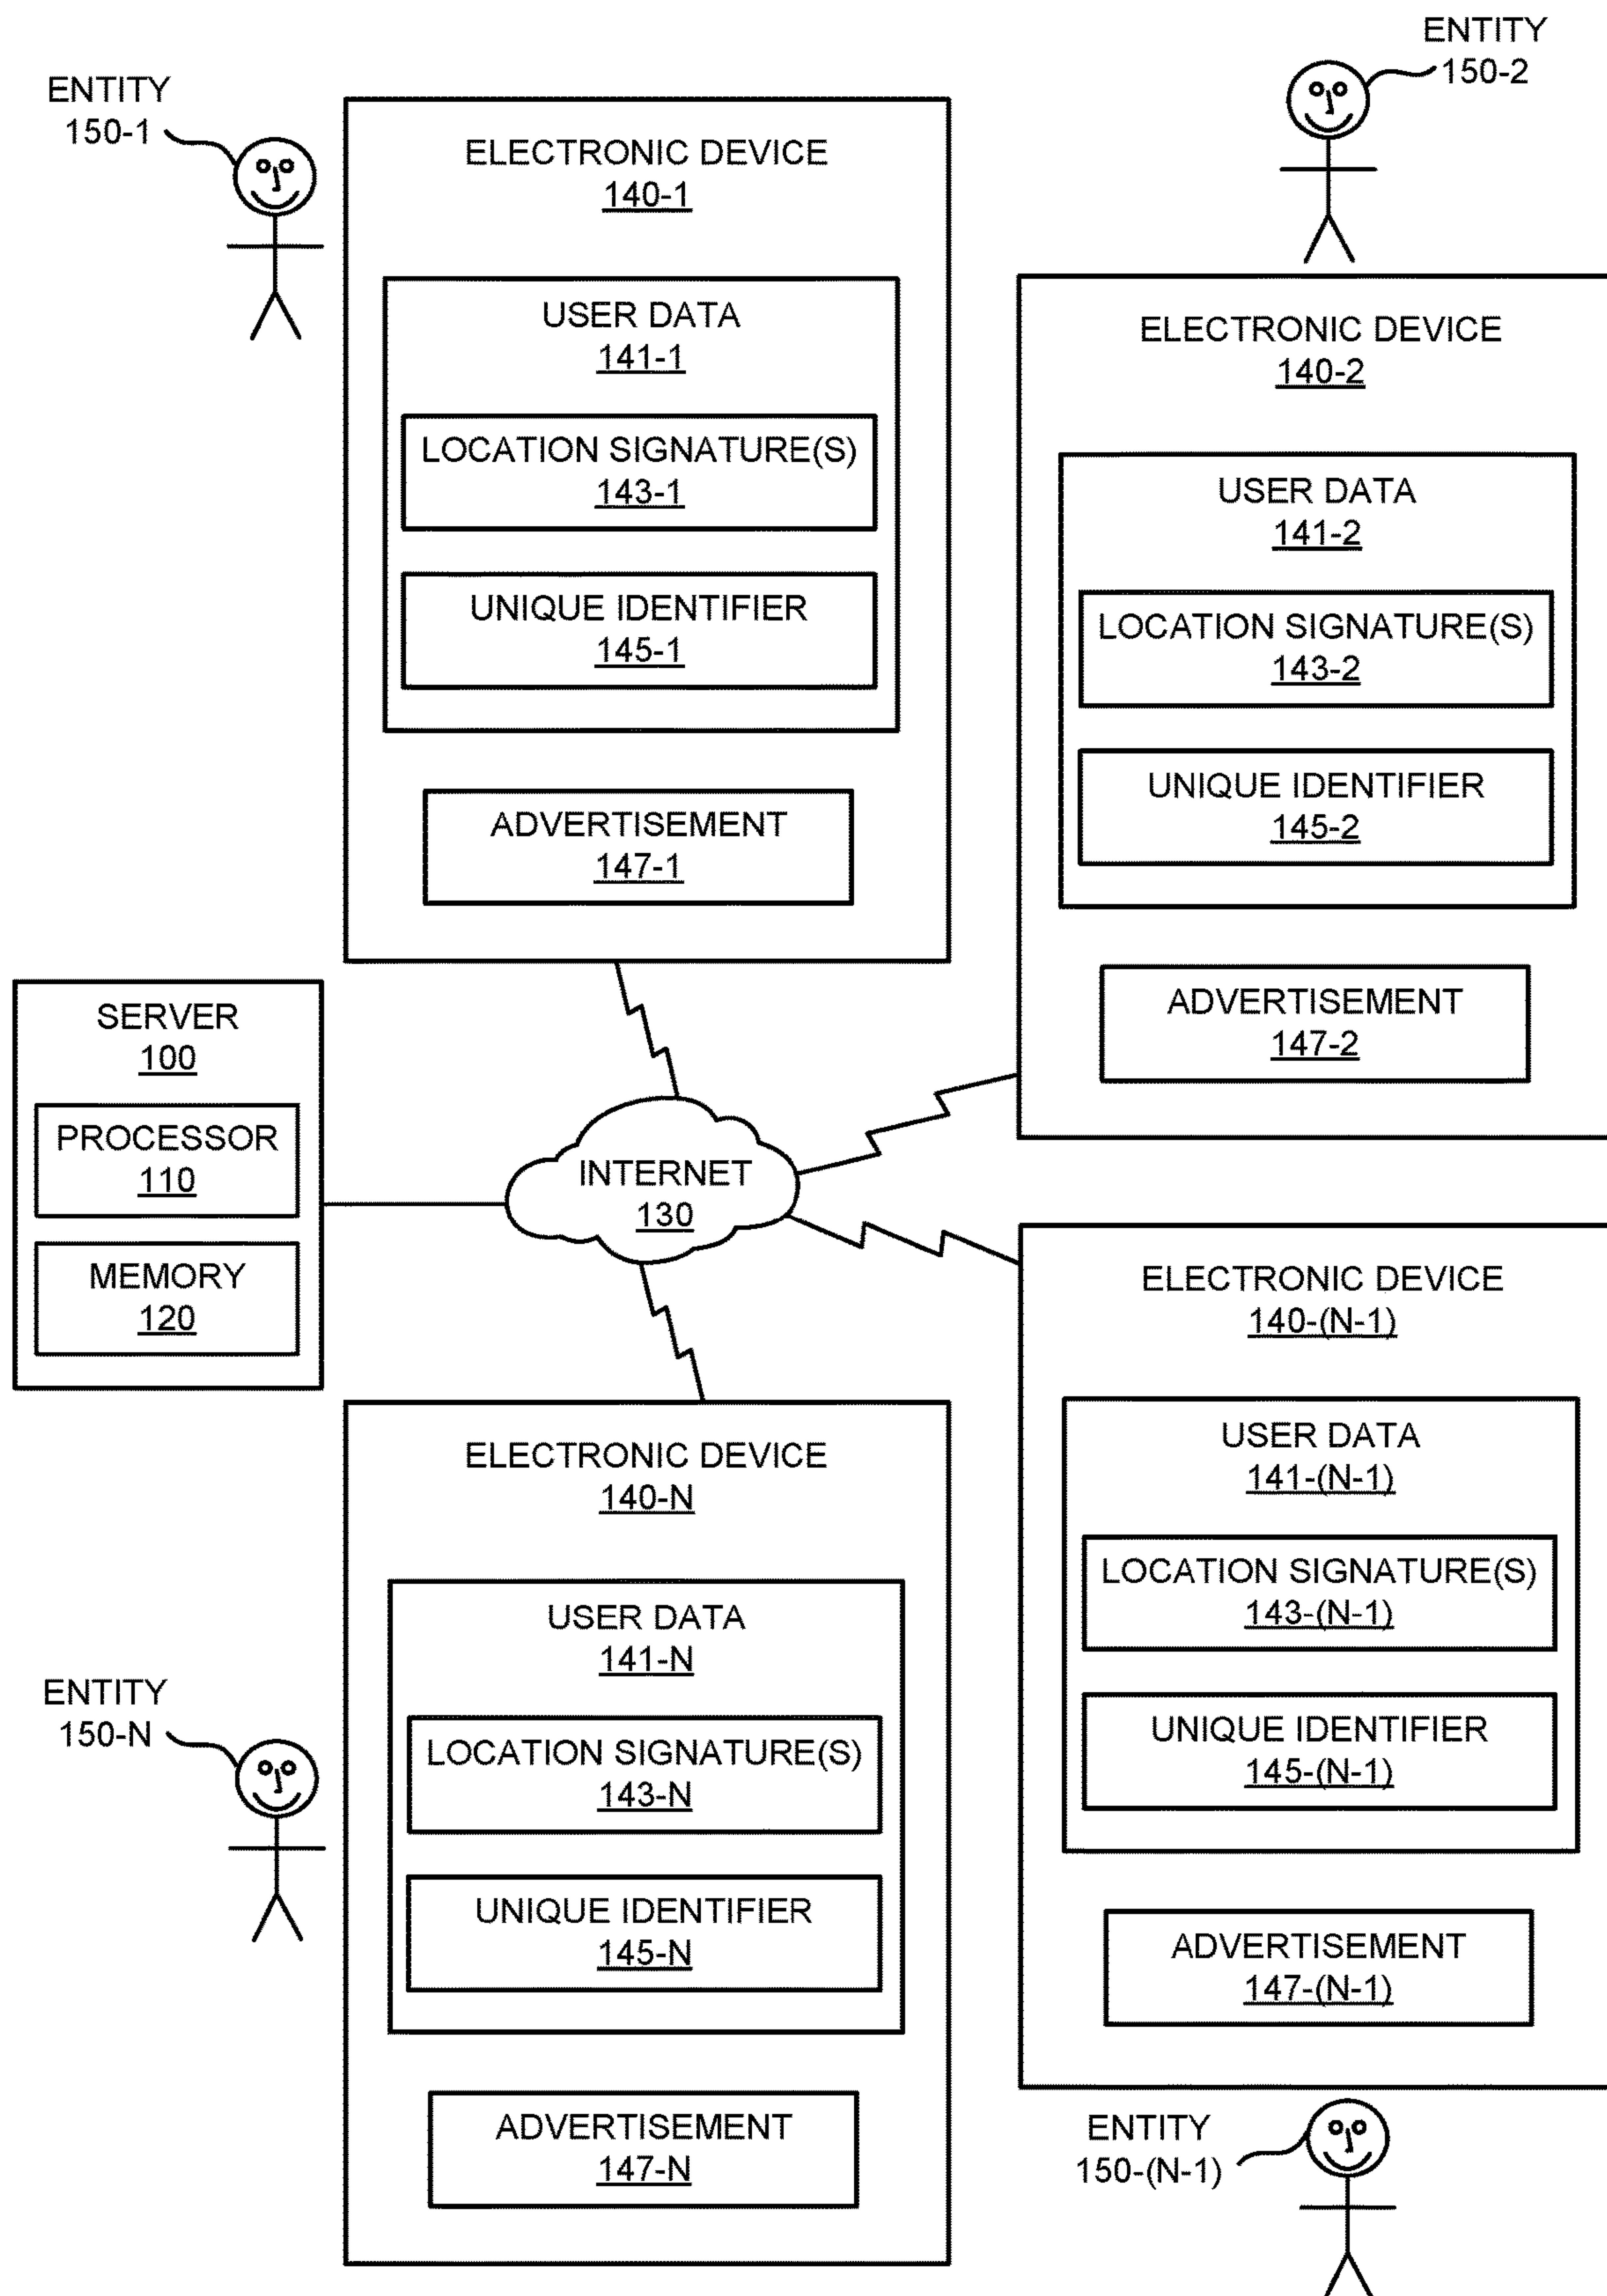 ENTITY
150-1
ELECTRONIC DEVICE
140-1
USER DATA
141-1
LOCATION SIGNATURE(S)
143-1
UNIQUE IDENTIFIER
145-1
ADVERTISEMENT
147-1
ENTITY
150-2
ELECTRONIC DEVICE
140-2
USER DATA
141-2
LOCATION SIGNATURE(S)
143-2
UNIQUE IDENTIFIER
145-2
ADVERTISEMENT
147-2
SERVER
100
PROCESSOR
110
MEMORY
120
INTERNET
130
ELECTRONIC DEVICE
140-(N-1)
USER DATA
141-(N-1)
LOCATION SIGNATURE(S)
143-(N-1)
UNIQUE IDENTIFIER
145-(N-1)
ADVERTISEMENT
147-(N-1)
ENTITY
150-(N-1)
ELECTRONIC DEVICE
140-N
USER DATA
141-N
LOCATION SIGNATURE(S)
143-N
UNIQUE IDENTIFIER
145-N
ADVERTISEMENT
147-N
ENTITY
150-N